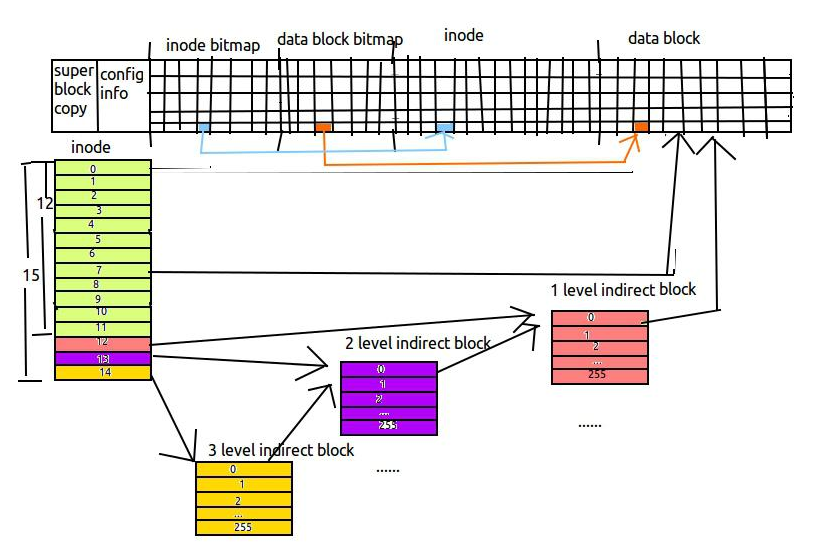 inode bitmap
data block bitmap
inode
data block
super
block
copy
config
info
inode
0
1
2
3
4
5
6
7
8
9
10
11
12
13
14
12
15
1 level indirect block
0
1
2
...
255
......
2 level indirect block
0
1
2
...
255
......
3 level indirect block
0
1
2
...
255